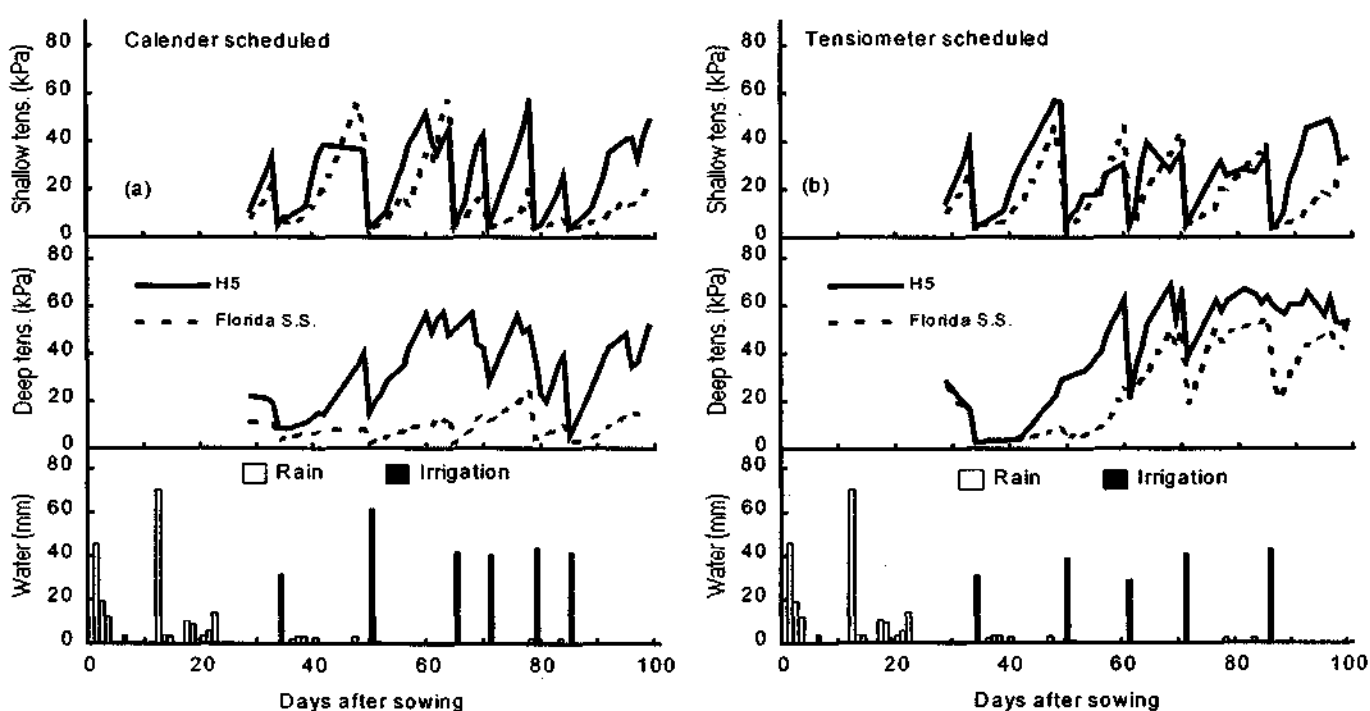 80
60
40
20
0
Shallow tens. (kPa)
Calender scheduled
(a)
80
60
40
20
0
Deep tens. (kPa)
H5
Florida S.S.
80
60
40
20
0
Water (mm)
Rain
Irrigation
0 20 40 60 80 100
Days after sowing
80
60
40
20
0
Shallow tens. (kPa)
Tensiometer scheduled
(b)
80
60
40
20
0
Deep tens. (kPa)
H5
Florida S.S.
80
60
40
20
0
Water (mm)
Rain
Irrigation
0 20 40 60 80 100
Days after sowing